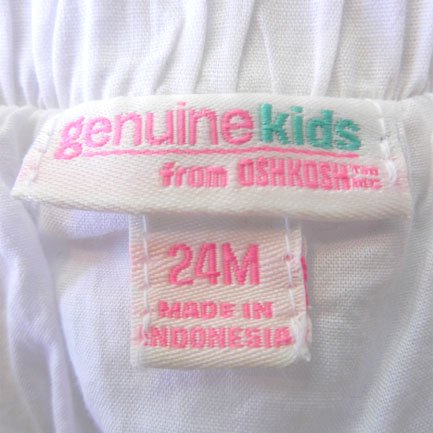 genuinekids
from OSHKOSH
24M
MADE IN
INDONESIA